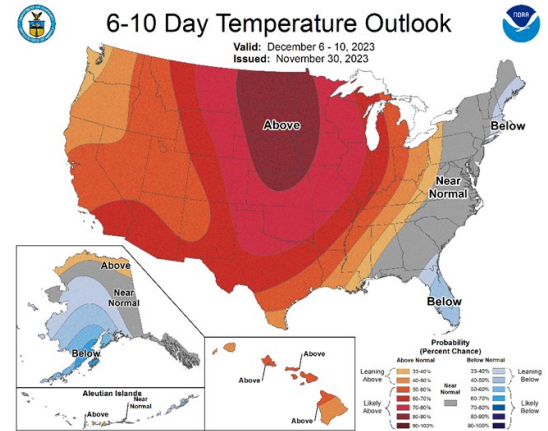 6-10 Day Temperature Outlook
Valid: December 6 - 10, 2023
Issued: November 30, 2023
NOAA
Above
Below
Near
Normal
Below
Above
Near
Normal
Below
Aleutian Islands
Above
Near
Normal
Above
Above
Above
Probability
(Percent Chance)
Above Normal
Below Normal
Leaning
Above
33-40%
40-50%
Likely
Above
50-60%
60-70%
70-80%
80-90%
90-100%
Near
Normal
33-40%
40-50%
Leaning
Below
50-60%
60-70%
70-80%
80-90%
90-100%
Likely
Below